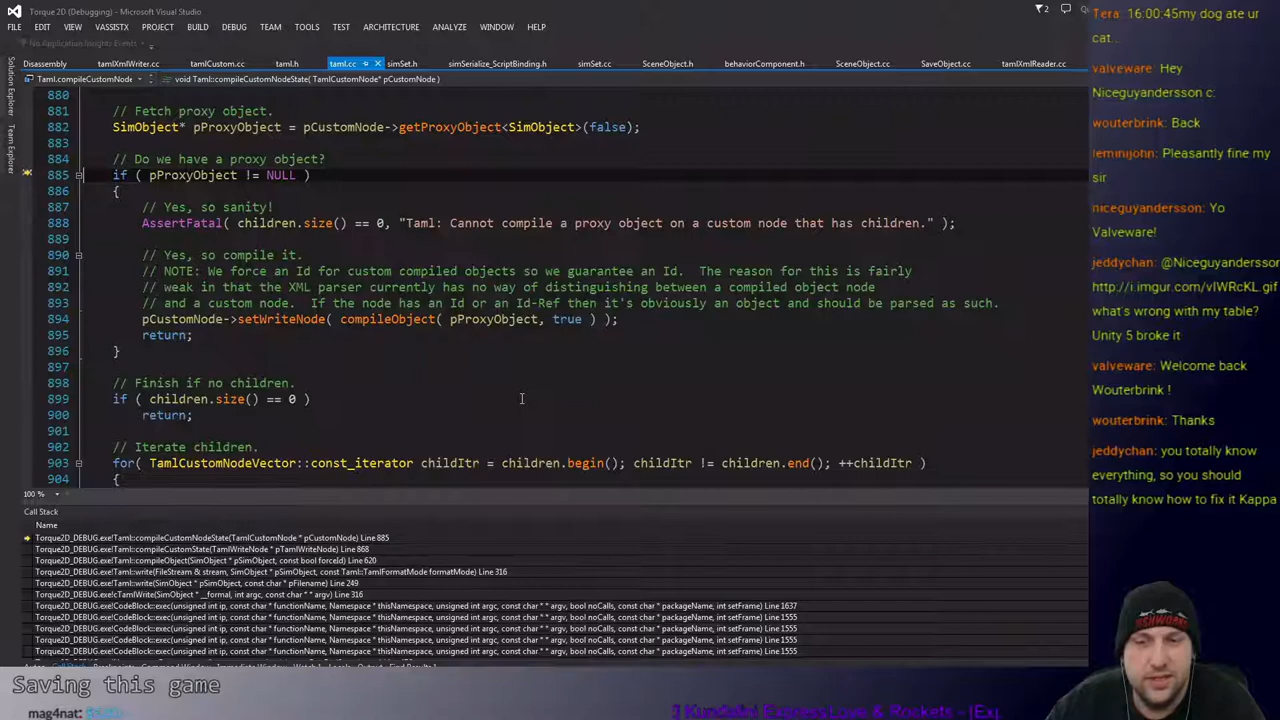 Torque 2D (Debugging) - Microsoft Visual Studio
FILE EDIT VIEW VASSISTX PROJECT BUILD DEBUG TEAM TOOLS TEST ARCHITECTURE ANALYZE WINDOW HELP
No Application Insights Events
Disassembly tamlXmlWriter.cc tamlCustom.cc taml.h taml.cc simSet.h simSerialize_ScriptBinding.h simSet.cc SceneObject.h behaviorComponent.h SceneObject.cc SaveObject.cc tamlXmlReader.cc
Taml.compileCustomNode void Taml::compileCustomNodeState( TamlCustomNode* pCustomNode )
Solution Explorer
Team Explorer
880
881 // Fetch proxy object.
882 SimObject* pProxyObject = pCustomNode->getProxyObject<SimObject>(false);
883
884 // Do we have a proxy object?
885 if ( pProxyObject != NULL )
886 {
887 // Yes, so sanity!
888 AssertFatal( children.size() == 0, "Taml: Cannot compile a proxy object on a custom node that has children." );
889
890 // Yes, so compile it.
891 // NOTE: We force an Id for custom compiled objects so we guarantee an Id.  The reason for this is fairly
892 // weak in that the XML parser currently has no way of distinguishing between a compiled object node
893 // and a custom node.  If the node has an Id or an Id-Ref then it's obviously an object and should be parsed as such.
894 pCustomNode->setWriteNode( compileObject( pProxyObject, true ) );
895 return;
896 }
897
898 // Finish if no children.
899 if ( children.size() == 0 )
900 return;
901
902 // Iterate children.
903 for( TamlCustomNodeVector::const_iterator childItr = children.begin(); childItr != children.end(); ++childItr )
904 {
100 %
Call Stack
Name
Torque2D_DEBUG.exe!Taml::compileCustomNodeState(TamlCustomNode * pCustomNode) Line 885
Torque2D_DEBUG.exe!Taml::compileCustomState(TamlWriteNode * pTamlWriteNode) Line 868
Torque2D_DEBUG.exe!Taml::compileObject(SimObject * pSimObject, const bool forceId) Line 620
Torque2D_DEBUG.exe!Taml::write(FileStream & stream, SimObject * pSimObject, const Taml::TamlFormatMode formatMode) Line 316
Torque2D_DEBUG.exe!Taml::write(SimObject * pSimObject, const char * pFilename) Line 249
Torque2D_DEBUG.exe!cTamlWrite(SimObject * __formal, int argc, const char * * argv) Line 316
Torque2D_DEBUG.exe!CodeBlock::exec(unsigned int ip, const char * functionName, Namespace * thisNamespace, unsigned int argc, const char * * argv, bool noCalls, const char * packageName, int setFrame) Line 1637
Torque2D_DEBUG.exe!CodeBlock::exec(unsigned int ip, const char * functionName, Namespace * thisNamespace, unsigned int argc, const char * * argv, bool noCalls, const char * packageName, int setFrame) Line 1555
Torque2D_DEBUG.exe!CodeBlock::exec(unsigned int ip, const char * functionName, Namespace * thisNamespace, unsigned int argc, const char * * argv, bool noCalls, const char * packageName, int setFrame) Line 1555
Torque2D_DEBUG.exe!CodeBlock::exec(unsigned int ip, const char * functionName, Namespace * thisNamespace, unsigned int argc, const char * * argv, bool noCalls, const char * packageName, int setFrame) Line 1555
Torque2D_DEBUG.exe!CodeBlock::exec(unsigned int ip, const char * functionName, Namespace * thisNamespace, unsigned int argc, const char * * argv, bool noCalls, const char * packageName, int setFrame) Line 1555
Saving this game
mag4nat:
Kundalini Express Love & Rockets - (Exp
Tera: 16:00:45my dog ate ur
cat..
valveware: Hey
Niceguyandersson c:
wouterbrink: Back
leminijohn: Pleasantly fine my
sir
niceguyandersson: Yo
Valveware!
jeddychan: @Niceguyandersson
http://i.imgur.com/vIWRcKL.gif
what's wrong with my table?
Unity 5 broke it
valveware: Welcome back
Wouterbrink !
wouterbrink: Thanks
jeddychan: you totally know
everything, so you should
totally know how to fix it Kappa